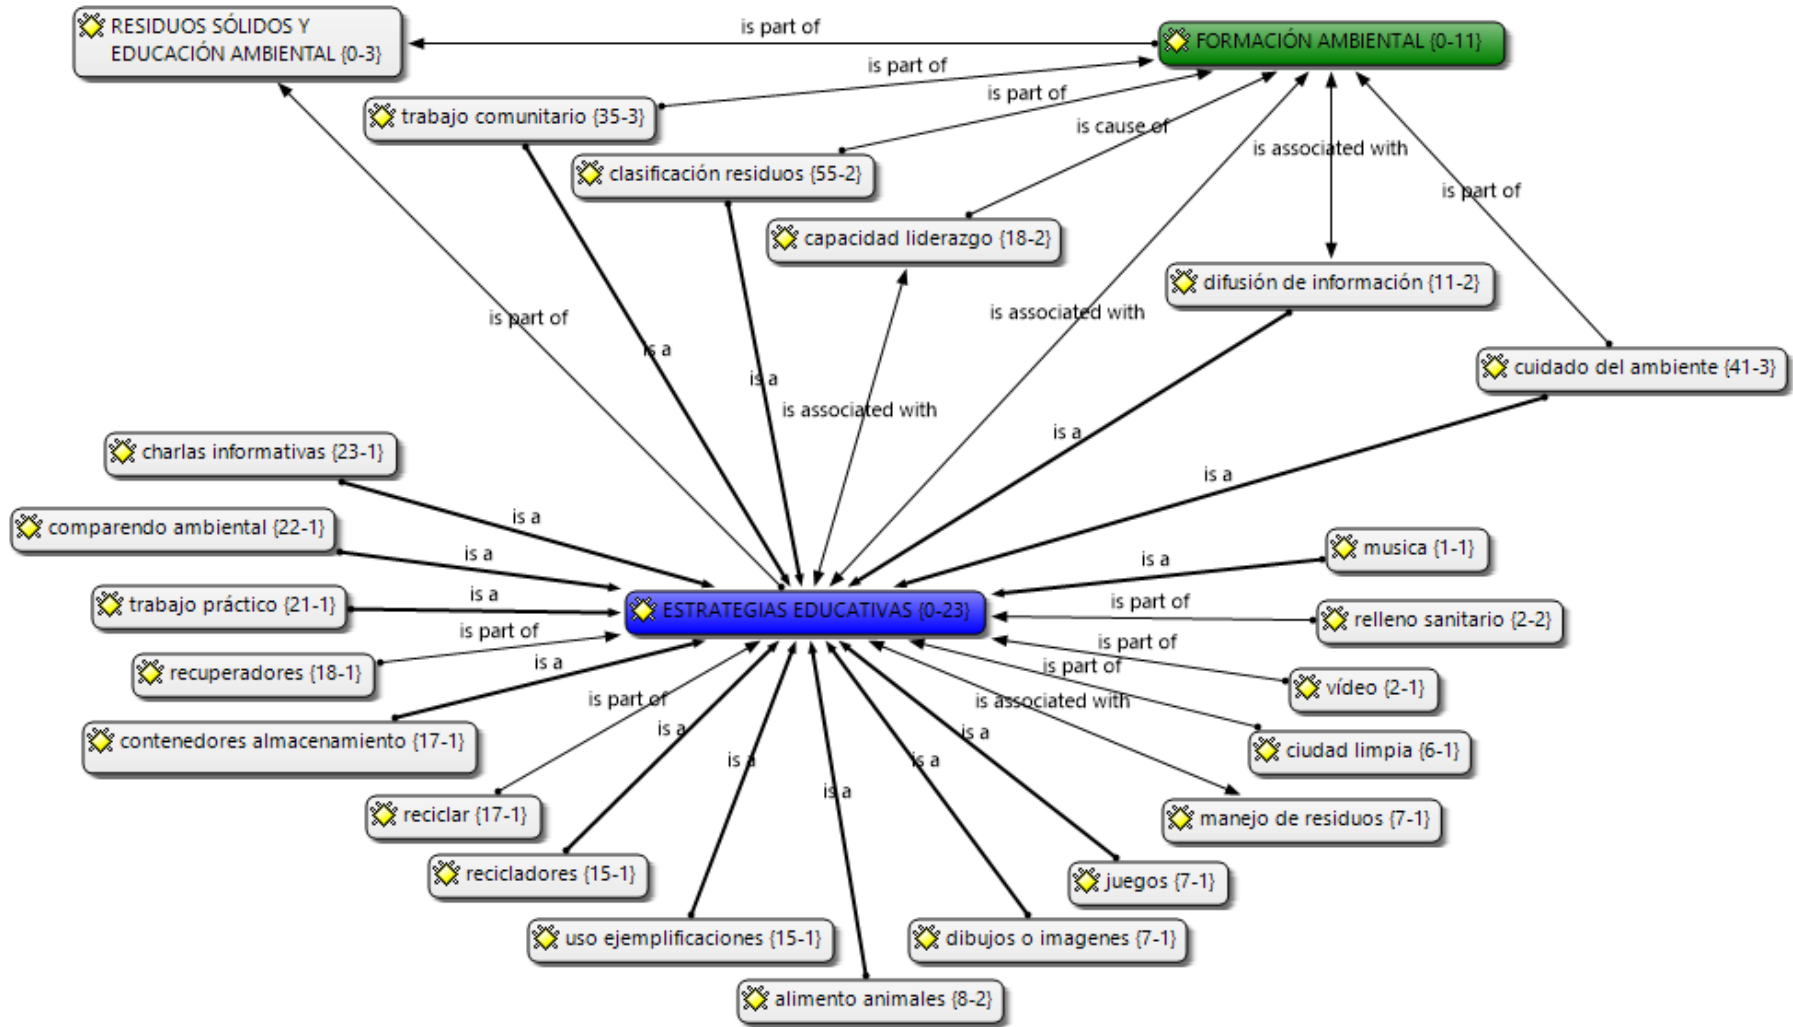 RESIDUOS SÓLIDOS Y
EDUCACIÓN AMBIENTAL {0-3}
is part of
FORMACIÓN AMBIENTAL {0-11}
is part of
trabajo comunitario {35-3}
is part of
clasificación residuos {55-2}
is cause of
is associated with
is part of
capacidad liderazgo {18-2}
difusión de información {11-2}
is part of
is associated with
is a
cuidado del ambiente {41-3}
is a
is associated with
is a
charlas informativas {23-1}
is a
is a
comparendo ambiental {22-1}
is a
musica {1-1}
is a
trabajo práctico {21-1}
is a
ESTRATEGIAS EDUCATIVAS {0-23}
is part of
relleno sanitario {2-2}
is part of
is part of
recuperadores {18-1}
is a
is part of
vídeo {2-1}
is part of
is associated with
contenedores almacenamiento {17-1}
is a
is a
ciudad limpia {6-1}
is a
is a
is a
reciclar {17-1}
manejo de residuos {7-1}
recicladores {15-1}
juegos {7-1}
uso ejemplificaciones {15-1}
dibujos o imagenes {7-1}
alimento animales {8-2}